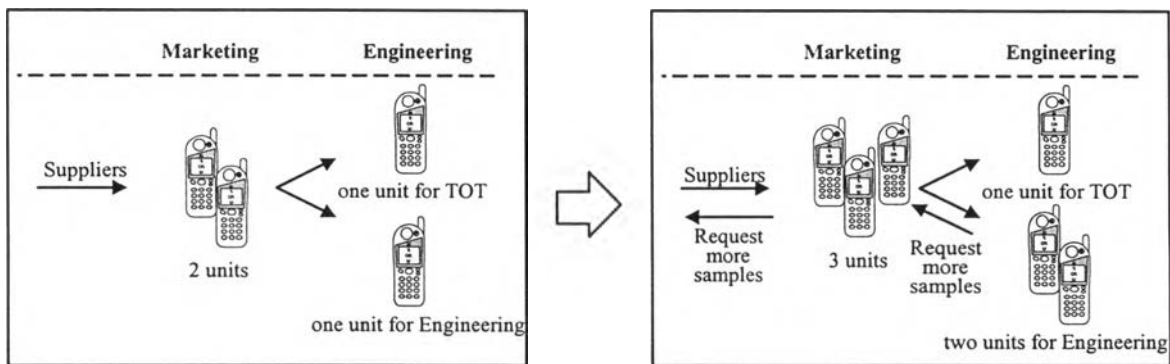 Marketing
Engineering
Suppliers
one unit for TOT
2 units
one unit for Engineering
Marketing
Engineering
Suppliers
one unit for TOT
Request
more
samples
3 units
Request
more
samples
two units for Engineering